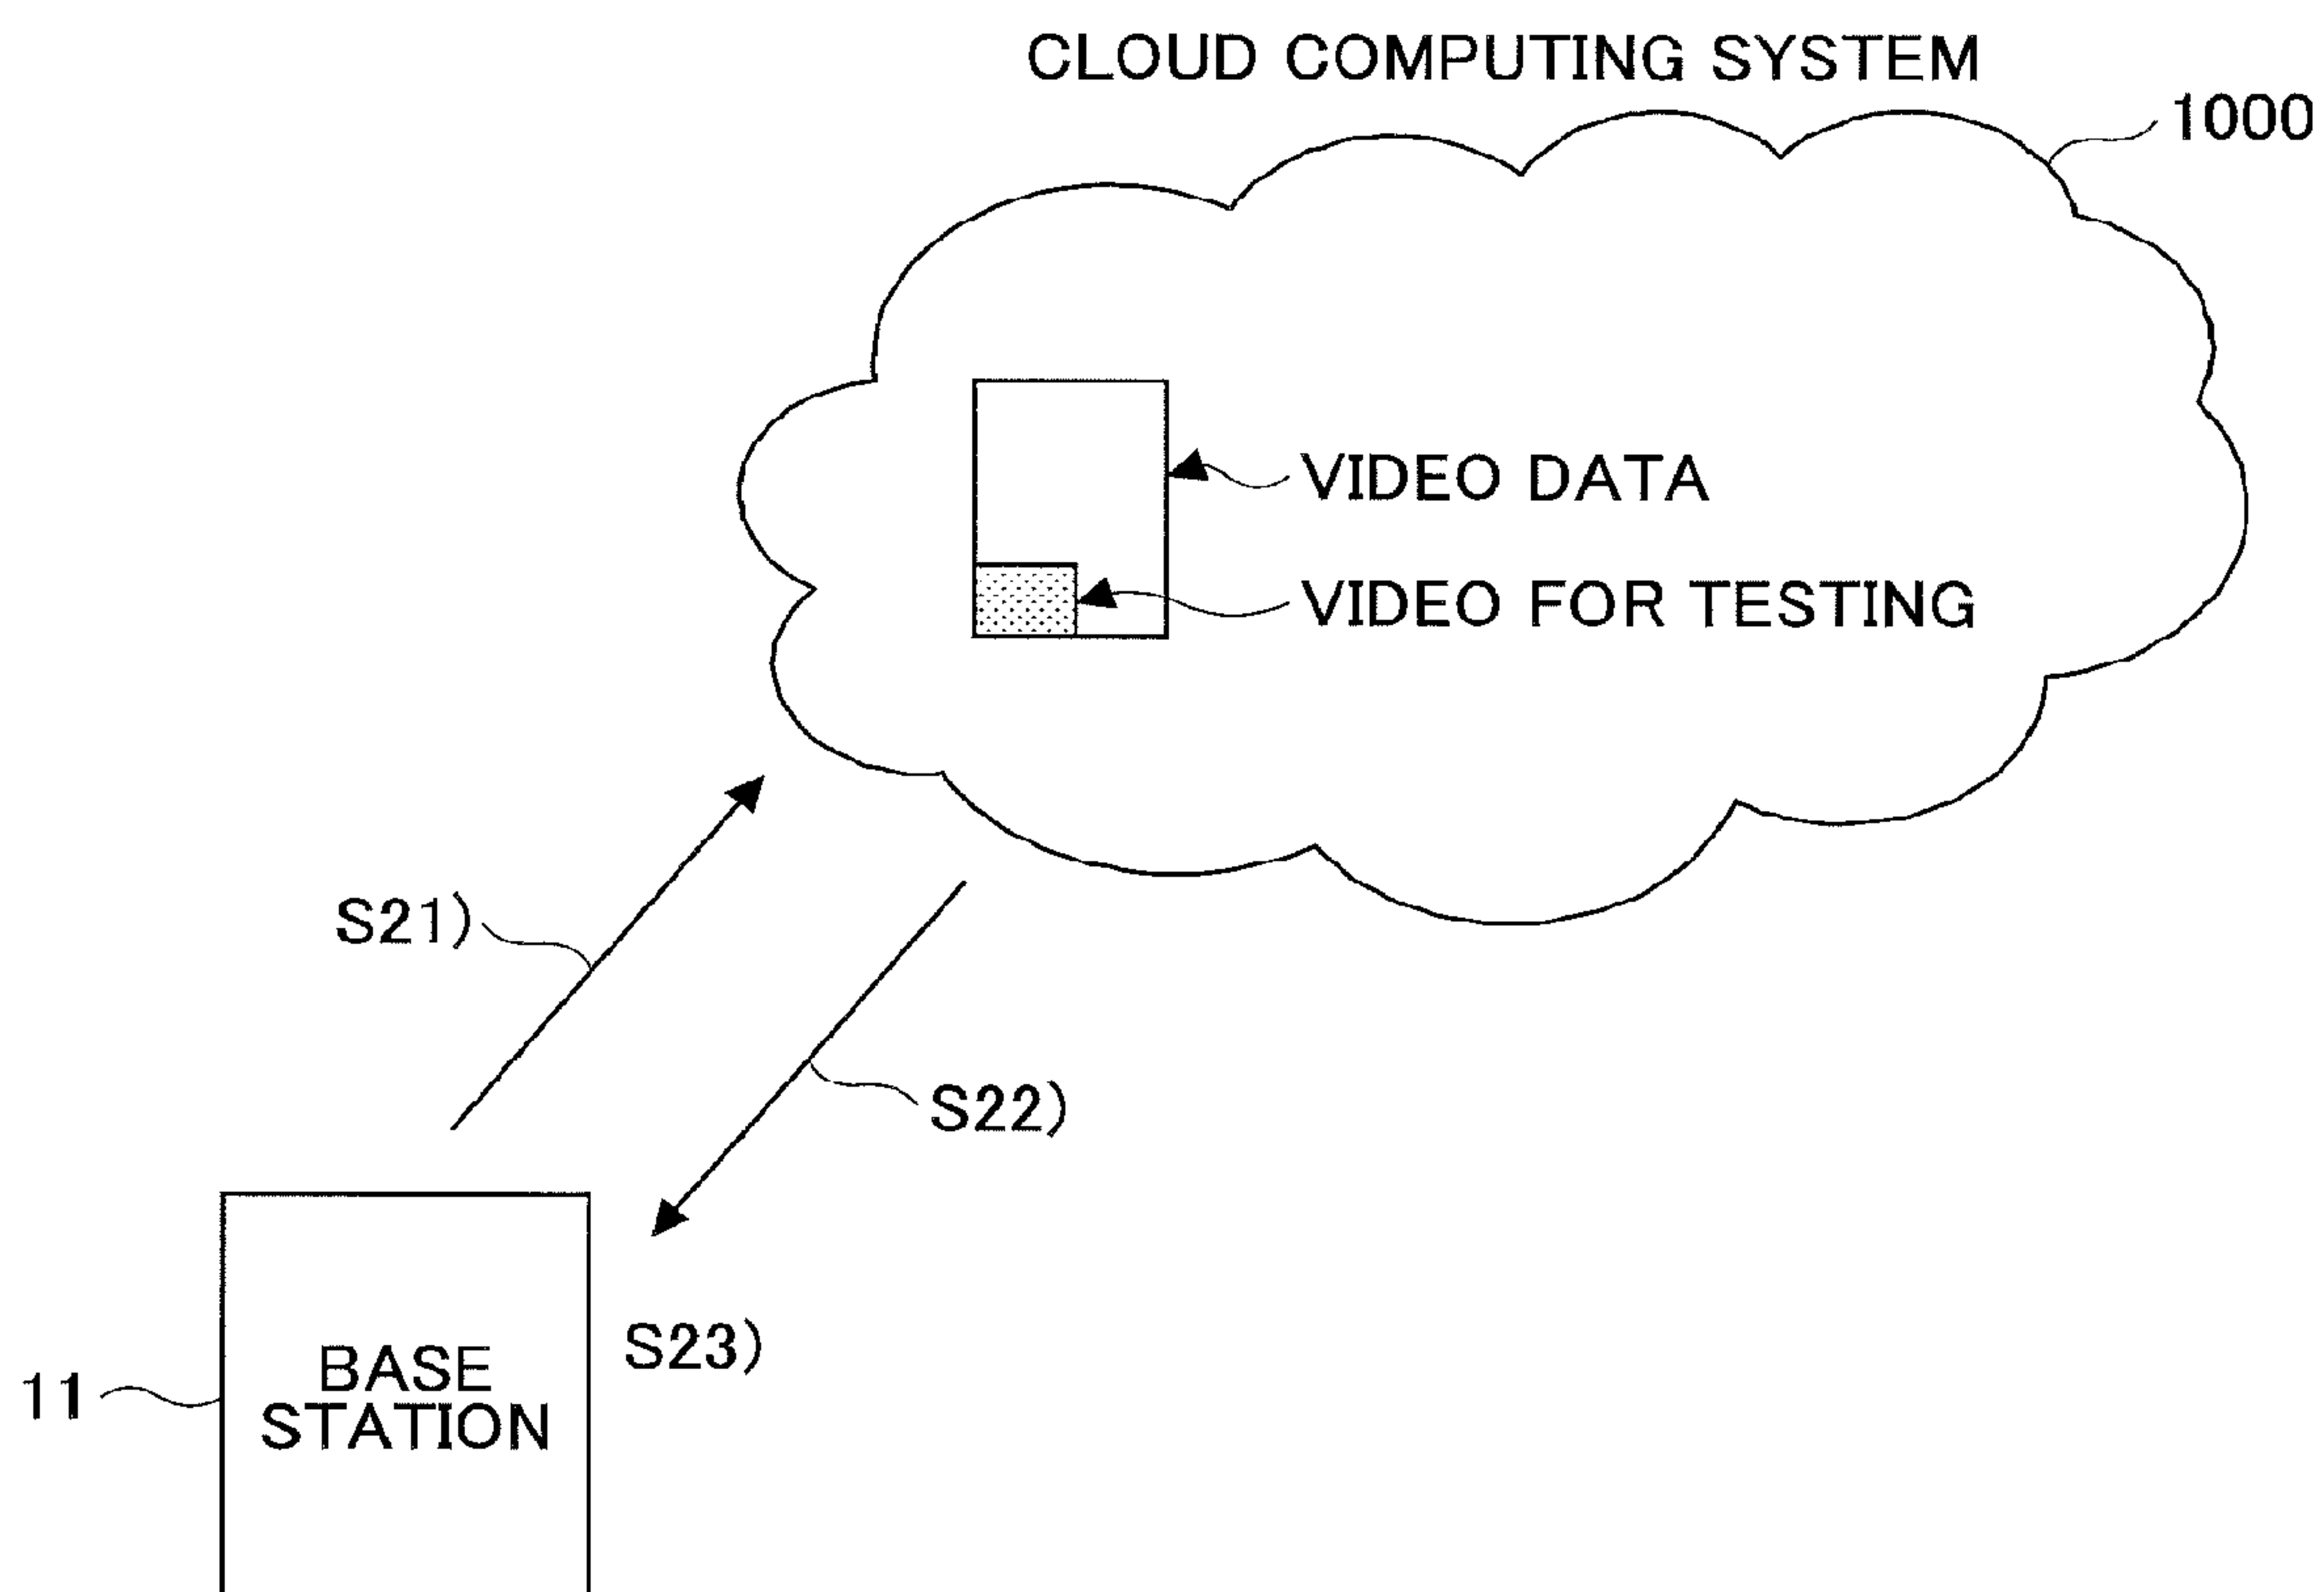 CLOUD COMPUTING SYSTEM
1000
VIDEO DATA
VIDEO FOR TESTING
S21)
S22)
S23)
11
BASE
STATION